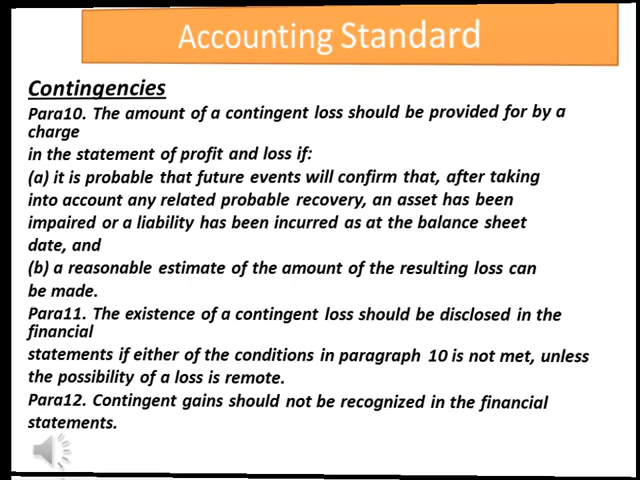 Accounting Standard
Contingencies
Para10. The amount of a contingent loss should be provided for by a
charge
in the statement of profit and loss if:
(a) it is probable that future events will confirm that, after taking
into account any related probable recovery, an asset has been
impaired or a liability has been incurred as at the balance sheet
date, and
(b) a reasonable estimate of the amount of the resulting loss can
be made.
Para11. The existence of a contingent loss should be disclosed in the
financial
statements if either of the conditions in paragraph 10 is not met, unless
the possibility of a loss is remote.
Para12. Contingent gains should not be recognized in the financial
statements.